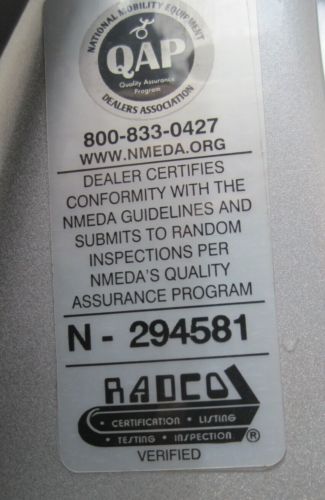 NATIONAL MOBILITY EQUIPMENT
QAP
Quality Assurance
Program
DEALERS ASSOCIATION
800-833-0427
WWW.NMEDA.ORG
DEALER CERTIFIES
CONFORMITY WITH THE
NMEDA GUIDELINES AND
SUBMITS TO RANDOM
INSPECTIONS PER
NMEDA'S QUALITY
ASSURANCE PROGRAM
N - 294581
RADCO
• CERTIFICATION • LISTING
• TESTING • INSPECTION ®
VERIFIED